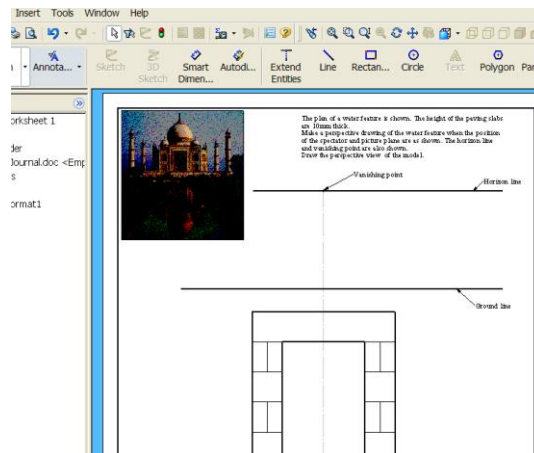 Insert Tools Window Help
Annota...
Sketch
3D
Sketch
Smart
Dimen...
Autodi...
Extend
Entities
Line
Rectan...
Circle
Text
Polygon
Par
orksheet 1
der
Journal.doc <Emp
s
ormat1
The plan of a water feature is shown. The height of the paving slabs
are 10mm thick.
Make a perspective drawing of the water feature when the position
of the spectator and picture plane are as shown. The horizon line
and vanishing point are also shown.
Draw the perspective view of the model.
Vanishing point
Horizon line
Ground line